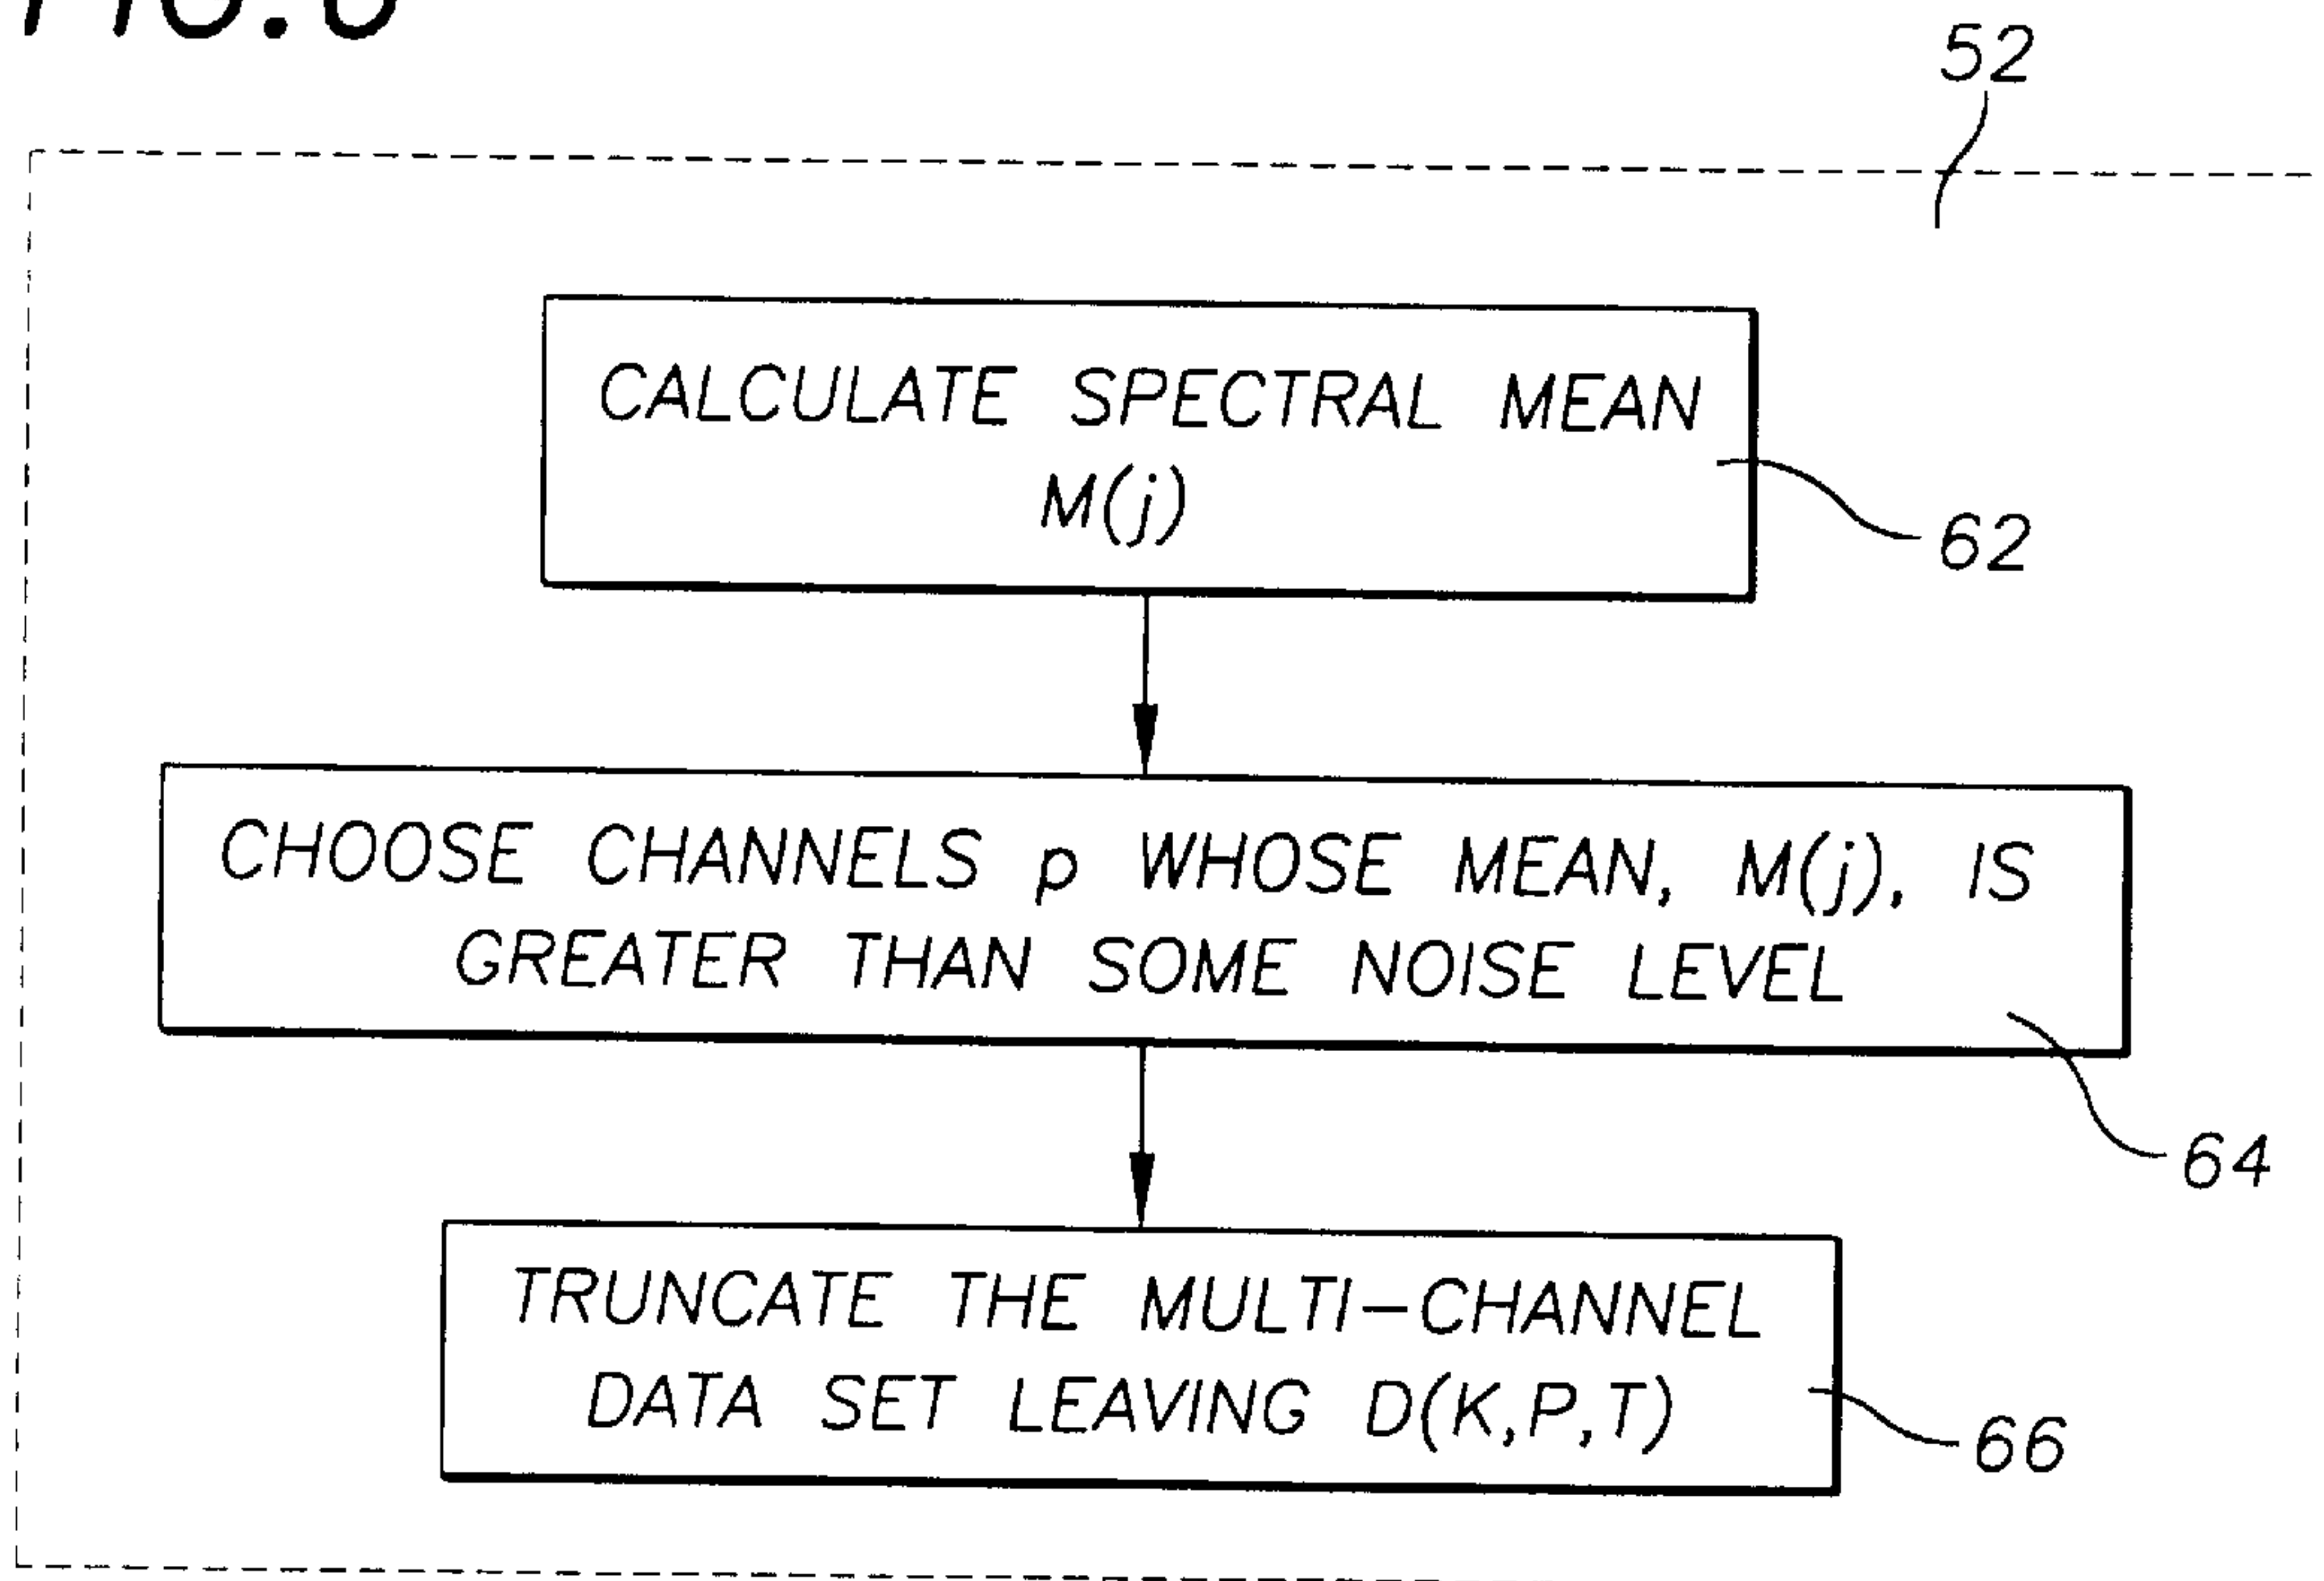 52
CALCULATE SPECTRAL MEAN
M(j)
62
CHOOSE CHANNELS p WHOSE MEAN, M(j), IS
GREATER THAN SOME NOISE LEVEL
64
TRUNCATE THE MULTI-CHANNEL
DATA SET LEAVING D(K,P,T)
66